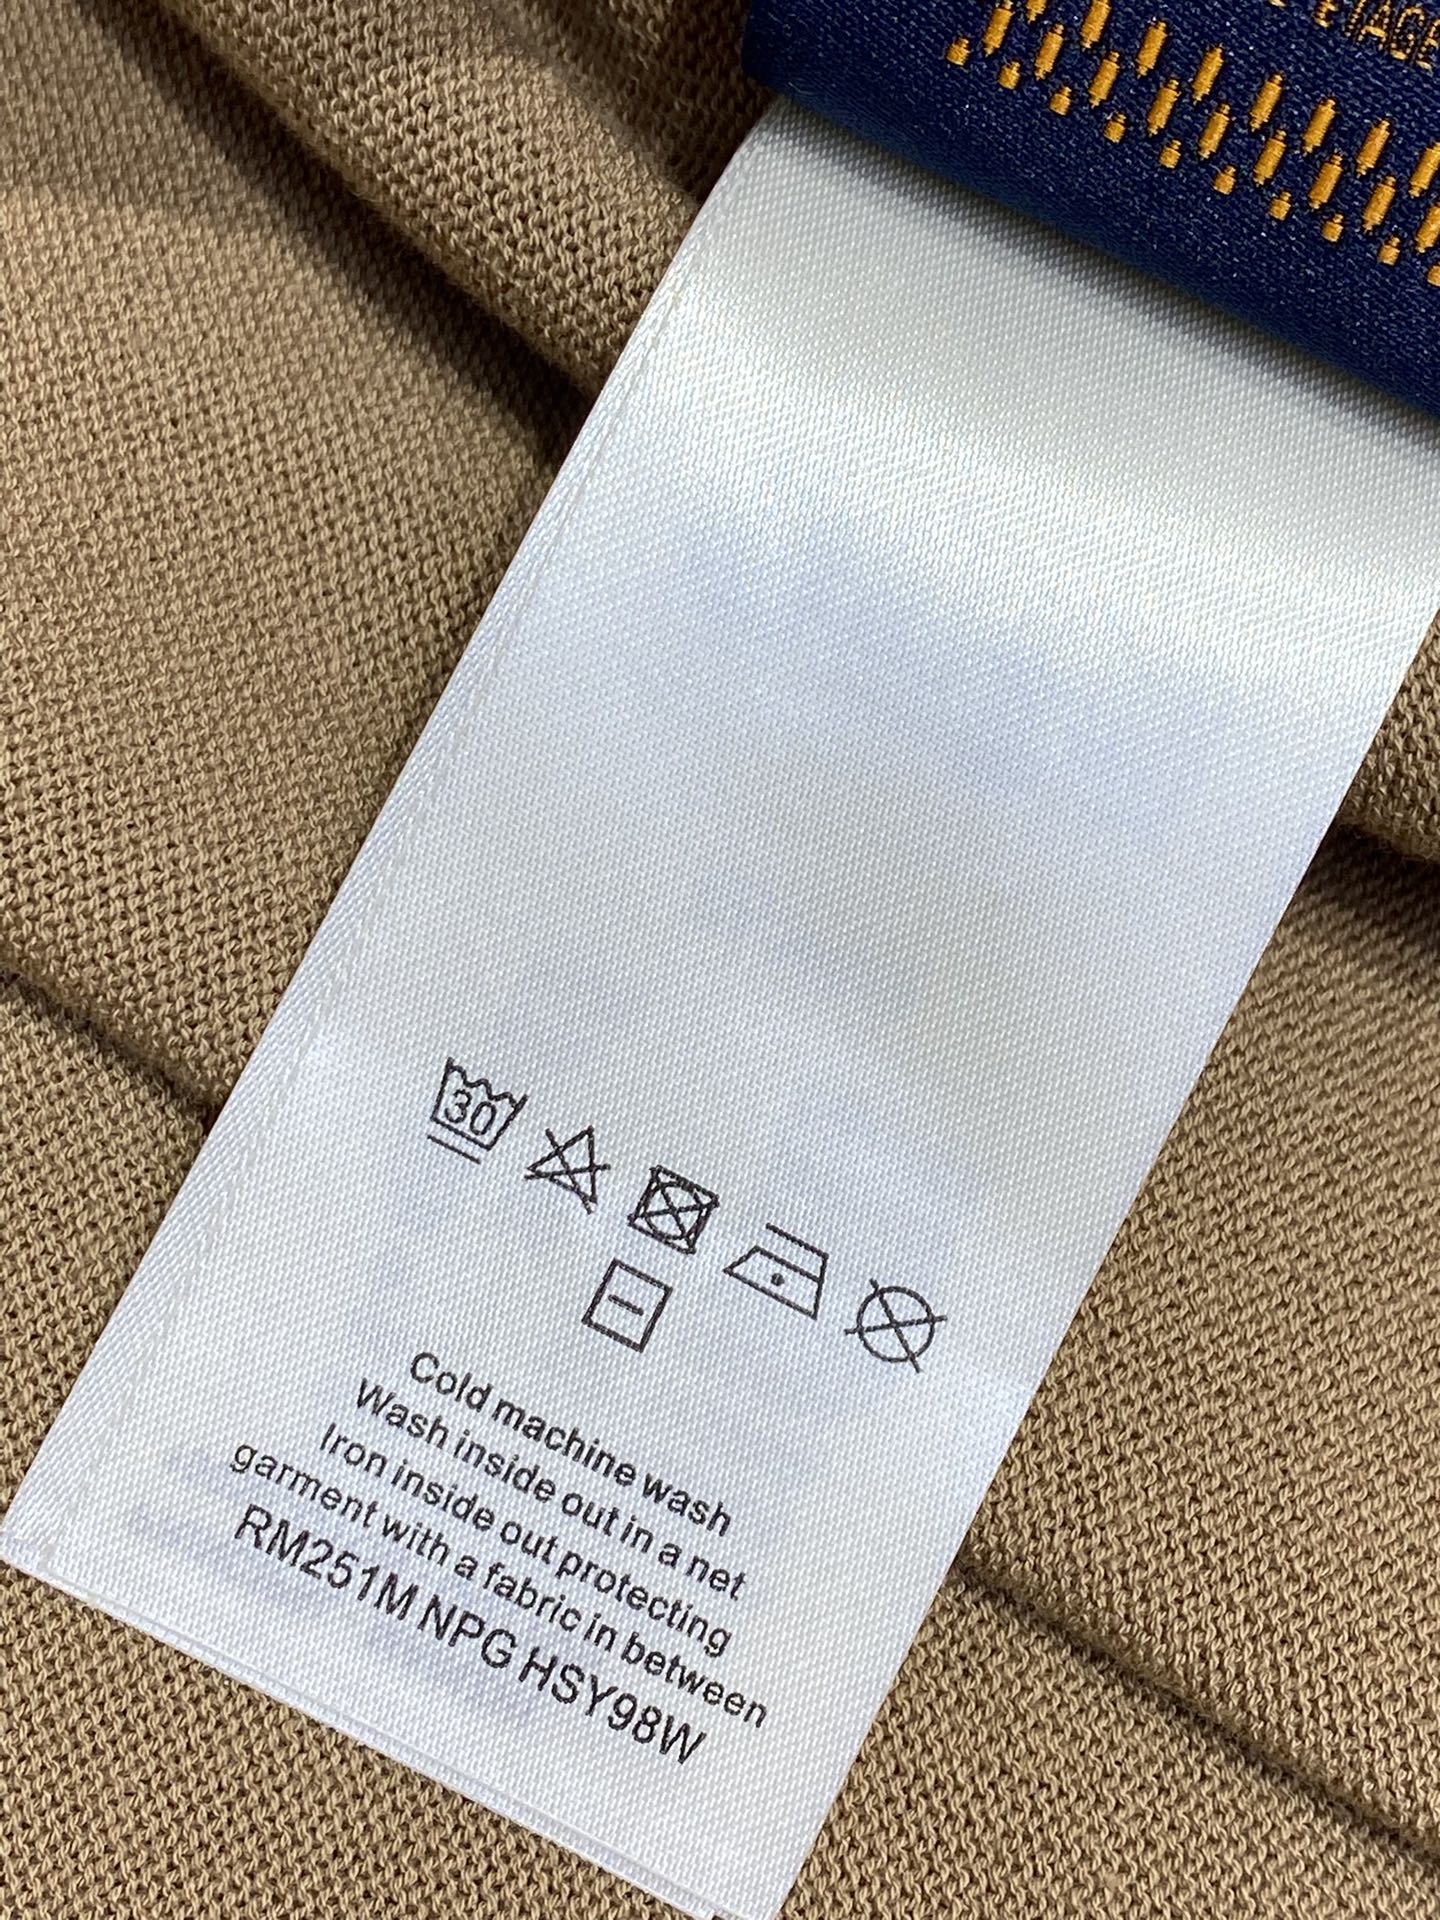 30
Cold machine wash
Wash inside out in a net
Iron inside out protecting
garment with a fabric in between
RM251M NPG HSY98W